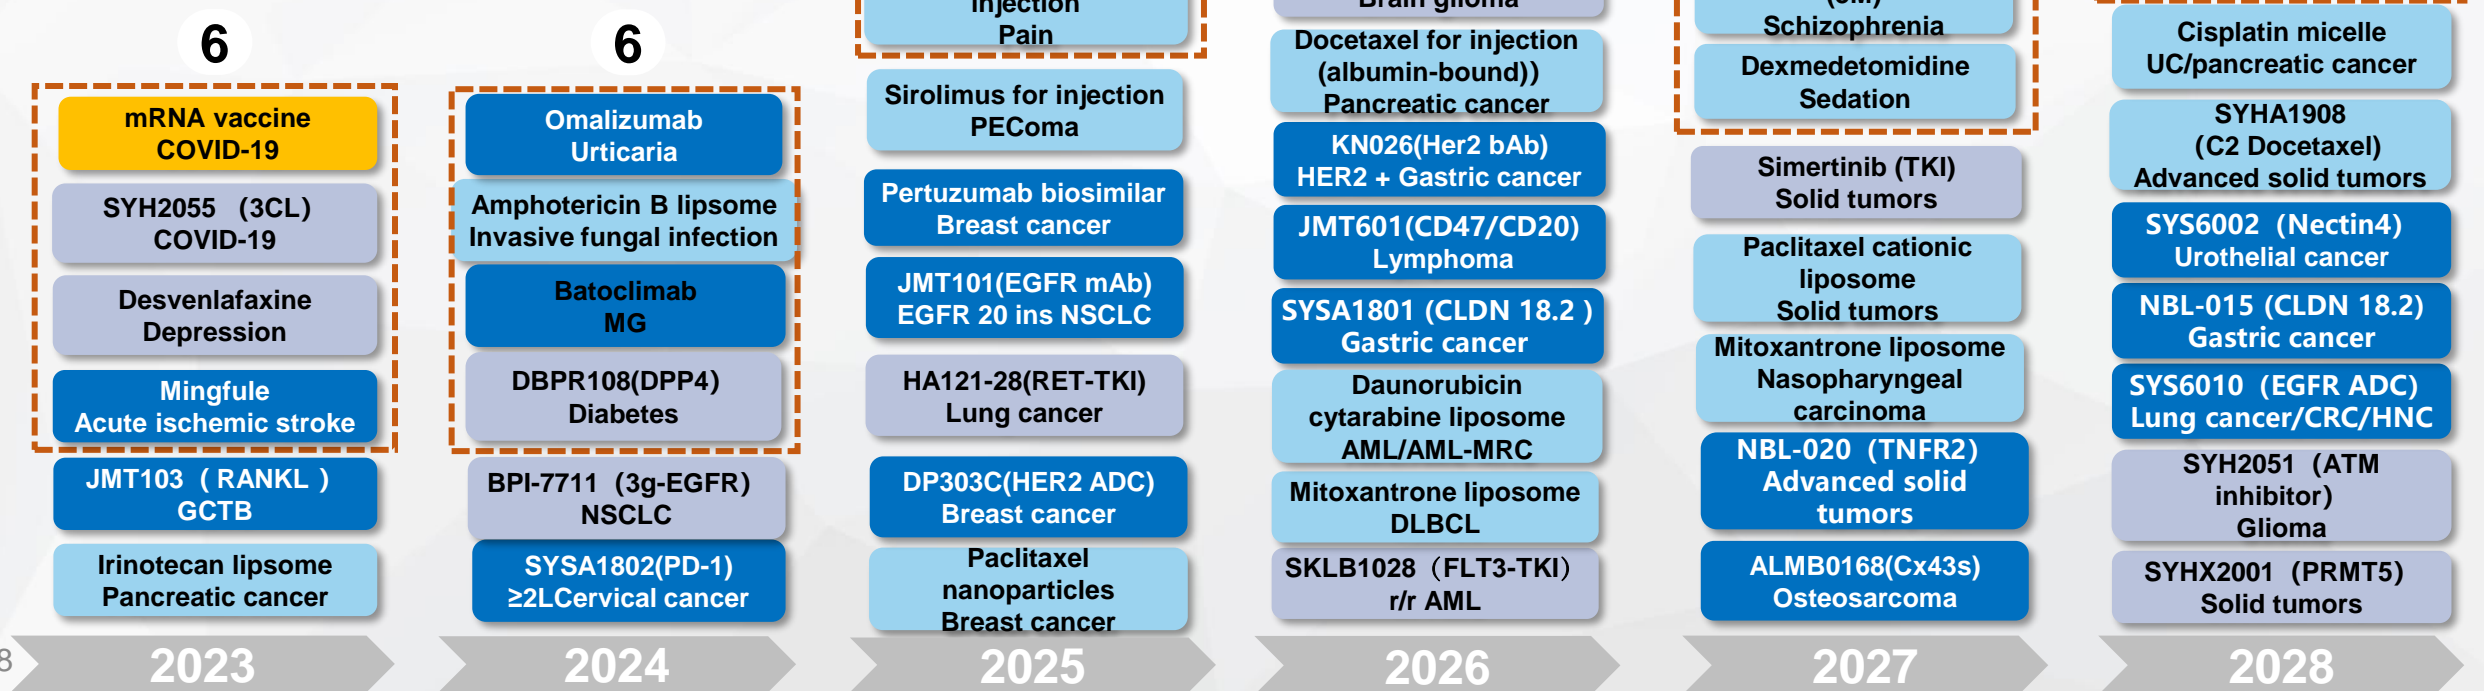 6
mRNA vaccine
COVID-19
SYH2055 （3CL）
COVID-19
Desvenlafaxine
Depression
Mingfule
Acute ischemic stroke
JMT103 （ RANKL ）
GCTB
Irinotecan lipsome
Pancreatic cancer
2023
6
Omalizumab
Urticaria
Amphotericin B lipsome
Invasive fungal infection
Batoclimab
MG
DBPR108(DPP4)
Diabetes
BPI-7711（3g-EGFR）
NSCLC
SYSA1802(PD-1)
≥2LCervical cancer
2024
Injection
Pain
Sirolimus for injection
PEComa
Pertuzumab biosimilar
Breast cancer
JMT101(EGFR mAb)
EGFR 20 ins NSCLC
HA121-28(RET-TKI)
Lung cancer
DP303C(HER2 ADC)
Breast cancer
Paclitaxel
nanoparticles
Breast cancer
2025
Brain glioma
Docetaxel for injection
(albumin-bound))
Pancreatic cancer
KN026(Her2 bAb)
HER2 + Gastric cancer
JMT601(CD47/CD20)
Lymphoma
SYSA1801 (CLDN 18.2 )
Gastric cancer
Daunorubicin
cytarabine liposome
AML/AML-MRC
Mitoxantrone liposome
DLBCL
SKLB1028（FLT3-TKI）
r/r AML
2026
Schizophrenia
Dexmedetomidine
Sedation
Simertinib (TKI)
Solid tumors
Paclitaxel cationic
liposome
Solid tumors
Mitoxantrone liposome
Nasopharyngeal
carcinoma
NBL-020（TNFR2）
Advanced solid
tumors
ALMB0168(Cx43s)
Osteosarcoma
2027
Cisplatin micelle
UC/pancreatic cancer
SYHA1908
(C2 Docetaxel)
Advanced solid tumors
SYS6002（Nectin4）
Urothelial cancer
NBL-015 (CLDN 18.2)
Gastric cancer
SYS6010（EGFR ADC）
Lung cancer/CRC/HNC
SYH2051（ATM
inhibitor）
Glioma
SYHX2001（PRMT5）
Solid tumors
2028
8